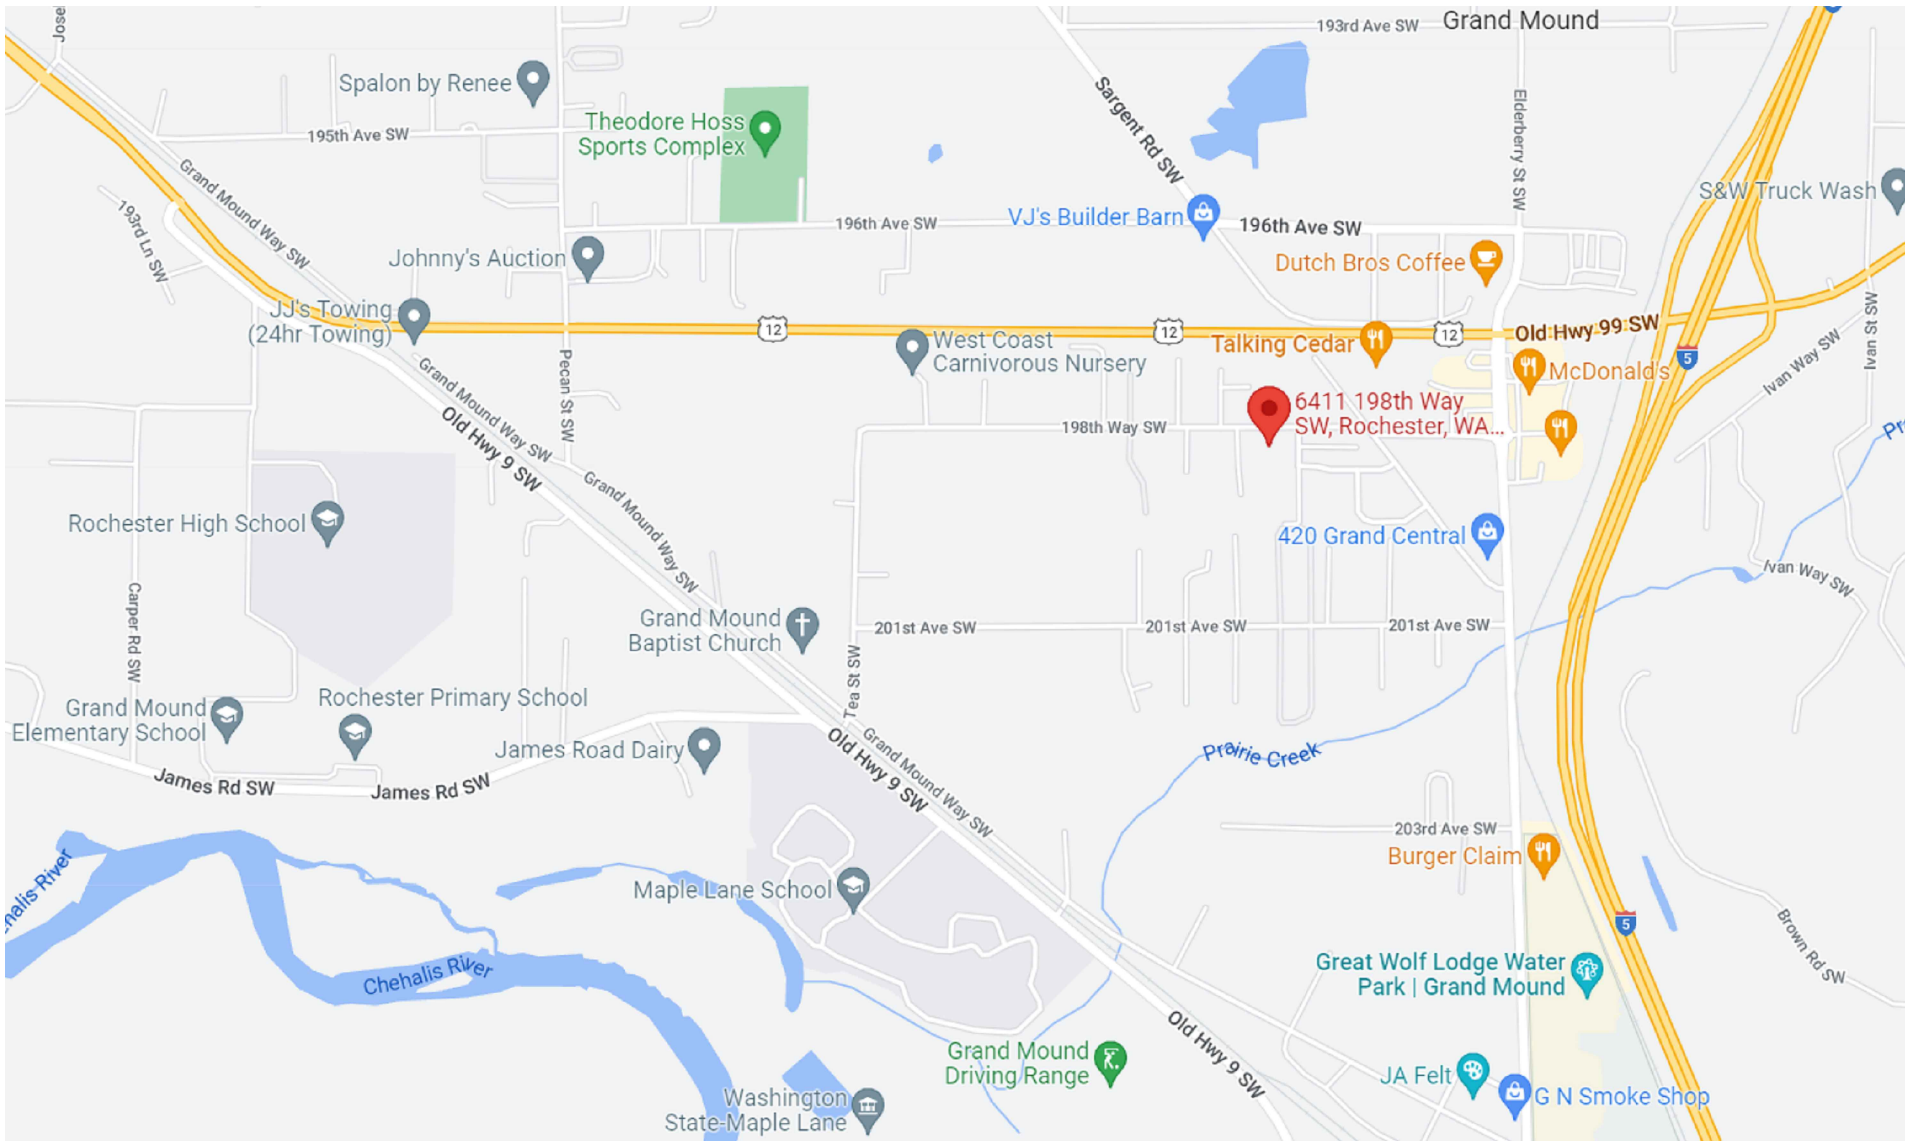 Grand Mound
193rd Ave SW
Spalon by Renee
Sargent Rd SW
Elderberry St SW
Theodore Hoss
Sports Complex
195th Ave SW
Grand Mound Way SW
S&W Truck Wash
193rd Ln SW
VJ's Builder Barn
196th Ave SW
196th Ave SW
Johnny's Auction
Dutch Bros Coffee
JJ's Towing
(24hr Towing)
12
12
12
Old Hwy 99 SW
Ivan St SW
West Coast
Carnivorous Nursery
Talking Cedar
McDonald's
5
Ivan Way SW
Pecan St SW
Grand Mound Way SW
Old Hwy 9 SW
6411 198th Way
SW, Rochester, WA...
198th Way SW
Rochester High School
Grand Mound Way SW
420 Grand Central
Ivan Way SW
Carper Rd SW
Grand Mound
Baptist Church
201st Ave SW
201st Ave SW
201st Ave SW
Tea St SW
Rochester Primary School
Grand Mound
Elementary School
James Road Dairy
Prairie Creek
Old Hwy 9 SW
Grand Mound Way SW
James Rd SW
James Rd SW
203rd Ave SW
Burger Claim
Maple Lane School
5
Brown Rd SW
Chehalis River
Great Wolf Lodge Water
Park | Grand Mound
Old Hwy 9 SW
Grand Mound
Driving Range
JA Felt
G N Smoke Shop
Washington
State-Maple Lane